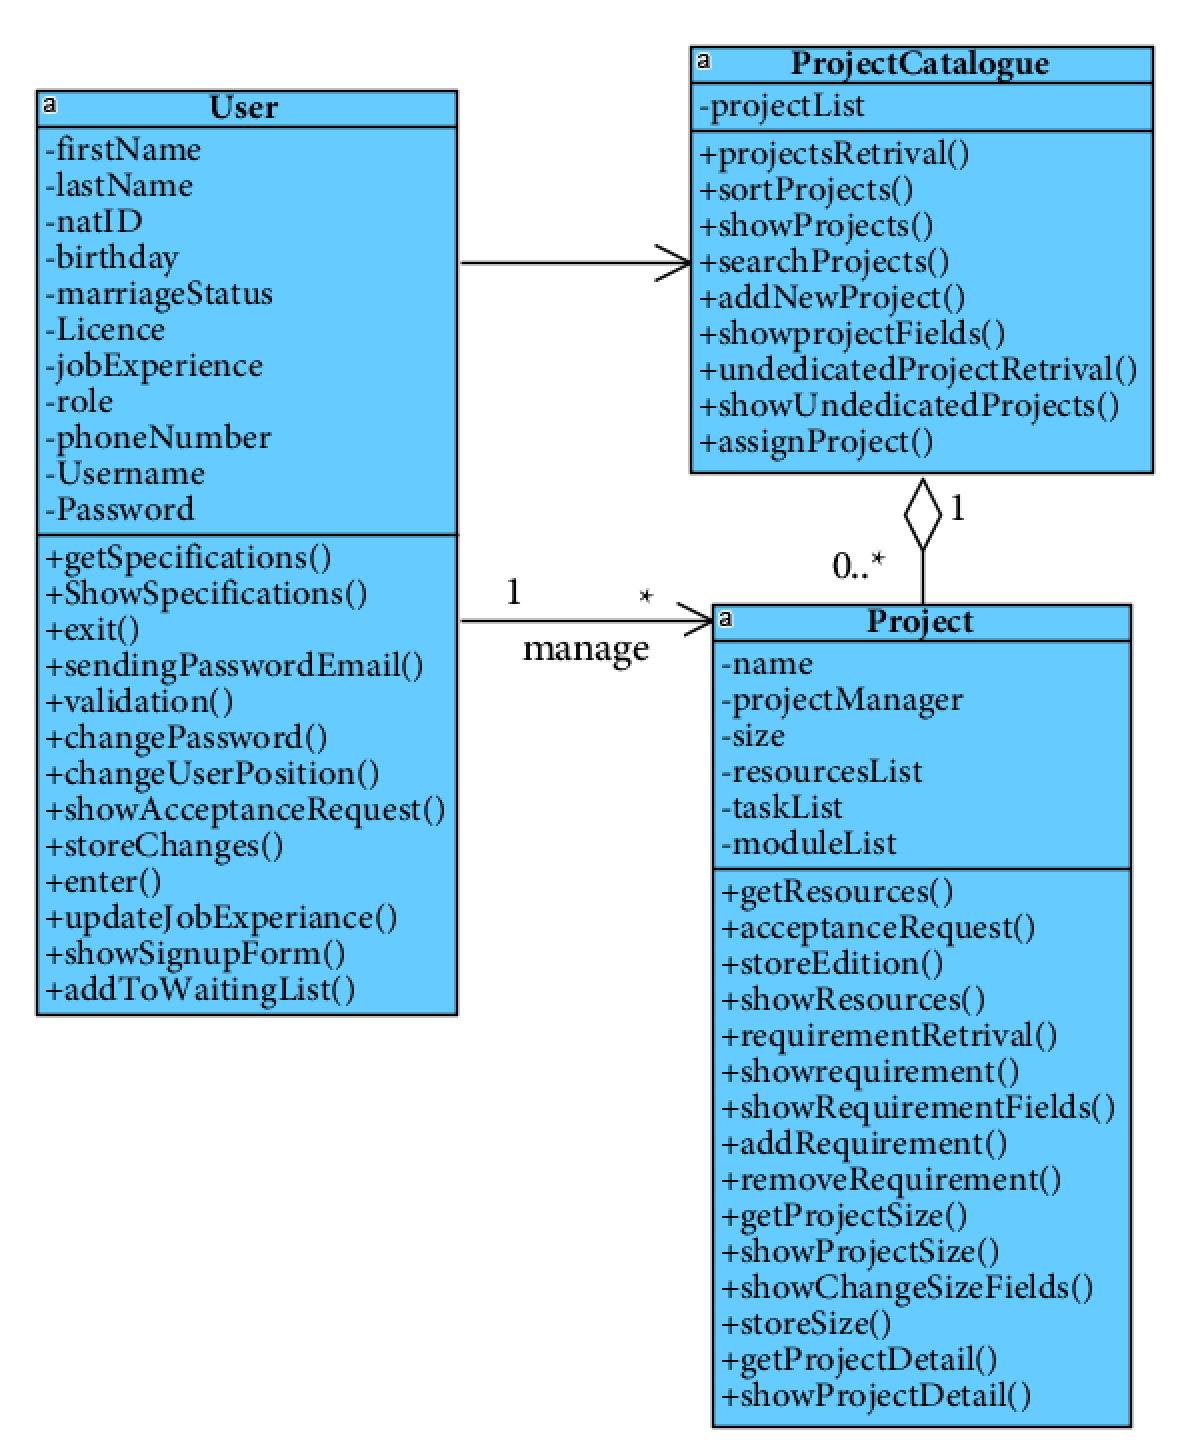 a
User
-firstName
-lastName
-natID
-birthday
-marriageStatus
-Licence
-jobExperience
-role
-phoneNumber
-Username
-Password
+getSpecifications()
+ShowSpecifications()
+exit()
+sendingPasswordEmail()
+validation()
+changePassword()
+changeUserPosition()
+showAcceptanceRequest()
+storeChanges()
+enter()
+updateJobExperiance()
+showSignupForm()
+addToWaitingList()
a
ProjectCatalogue
-projectList
+projectsRetrival()
+sortProjects()
+showProjects()
+searchProjects()
+addNewProject()
+showprojectFields()
+undedicatedProjectRetrival()
+showUndedicatedProjects()
+assignProject()
1
0..*
1 *
manage
a
Project
-name
-projectManager
-size
-resourcesList
-taskList
-moduleList
+getResources()
+acceptanceRequest()
+storeEdition()
+showResources()
+requirementRetrival()
+showrequirement()
+showRequirementFields()
+addRequirement()
+removeRequirement()
+getProjectSize()
+showProjectSize()
+showChangeSizeFields()
+storeSize()
+getProjectDetail()
+showProjectDetail()